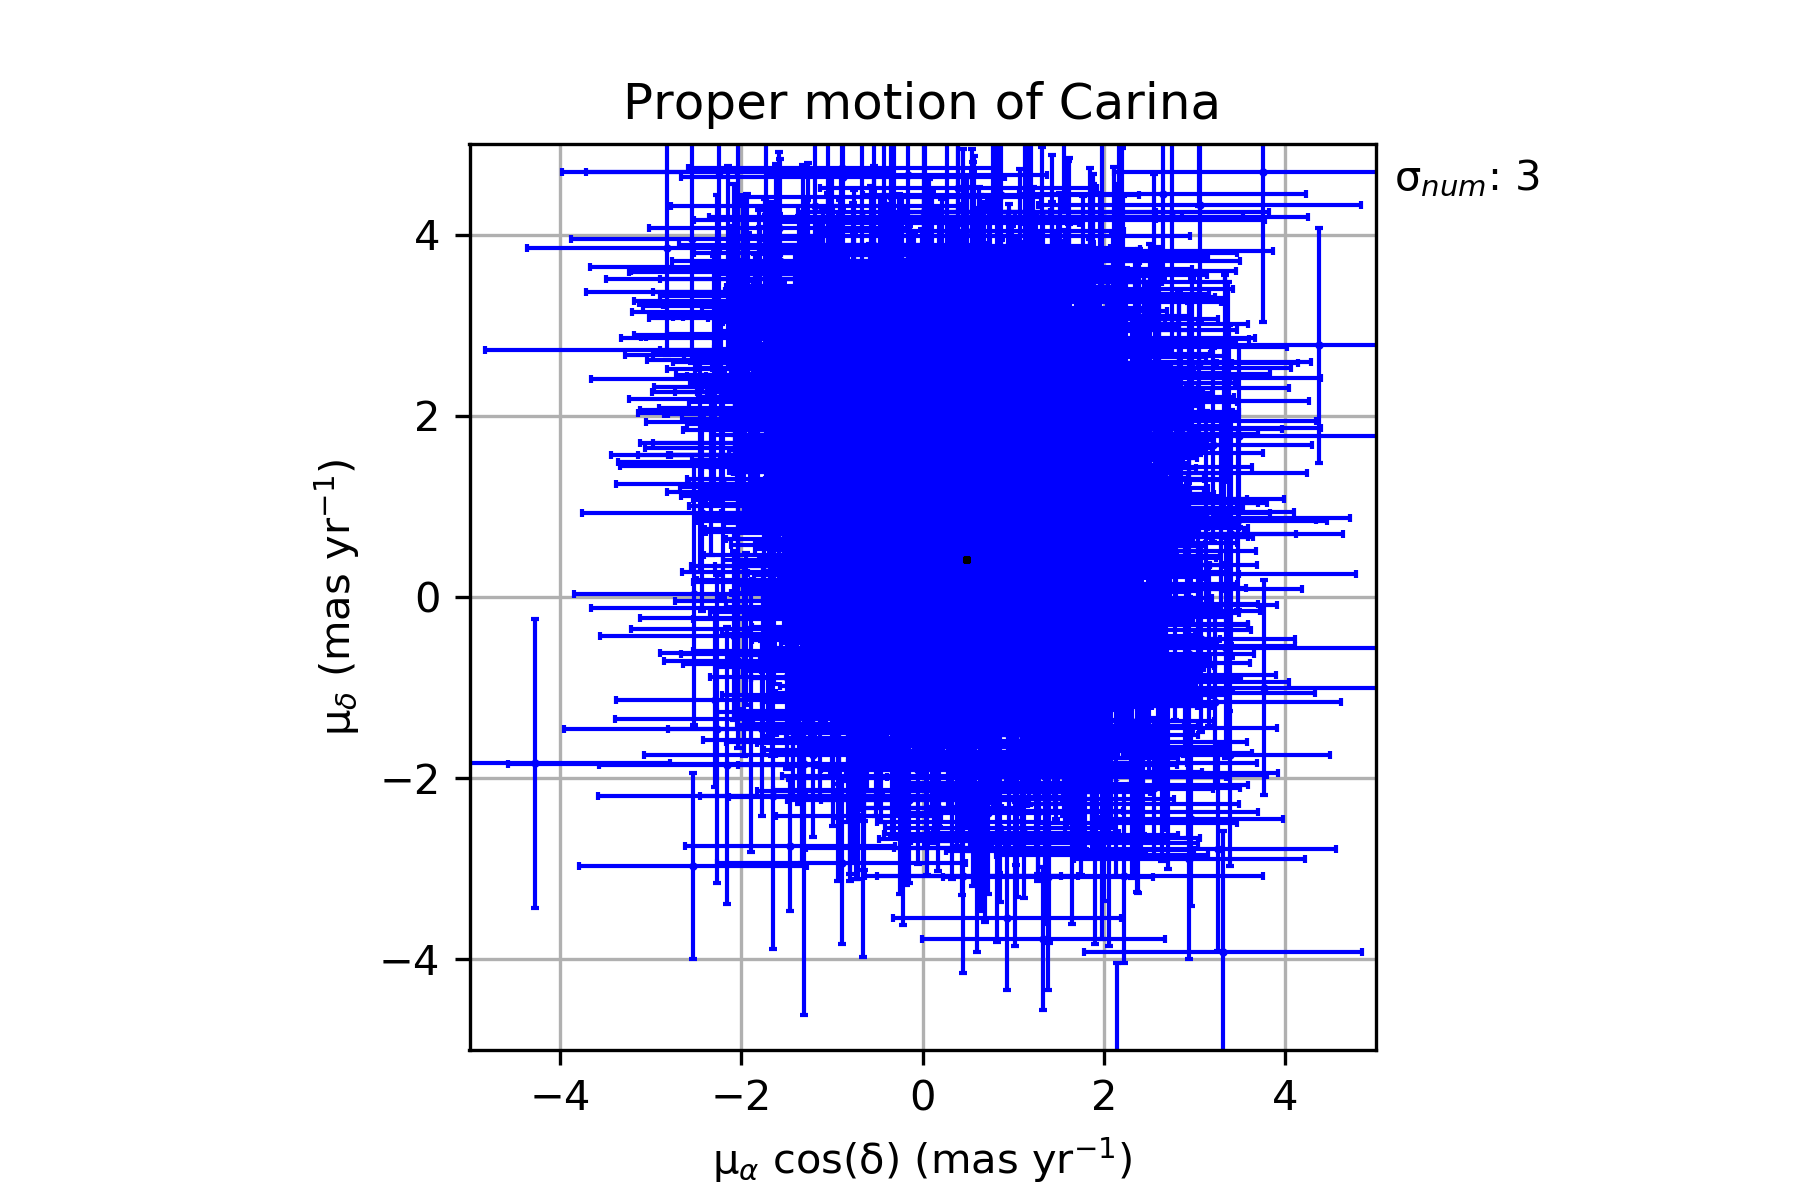 Proper motion of Carina
σnum: 3
μδ (mas yr−1)
4
2
0
−2
−4
−4 −2 0 2 4
μα cos(δ) (mas yr−1)